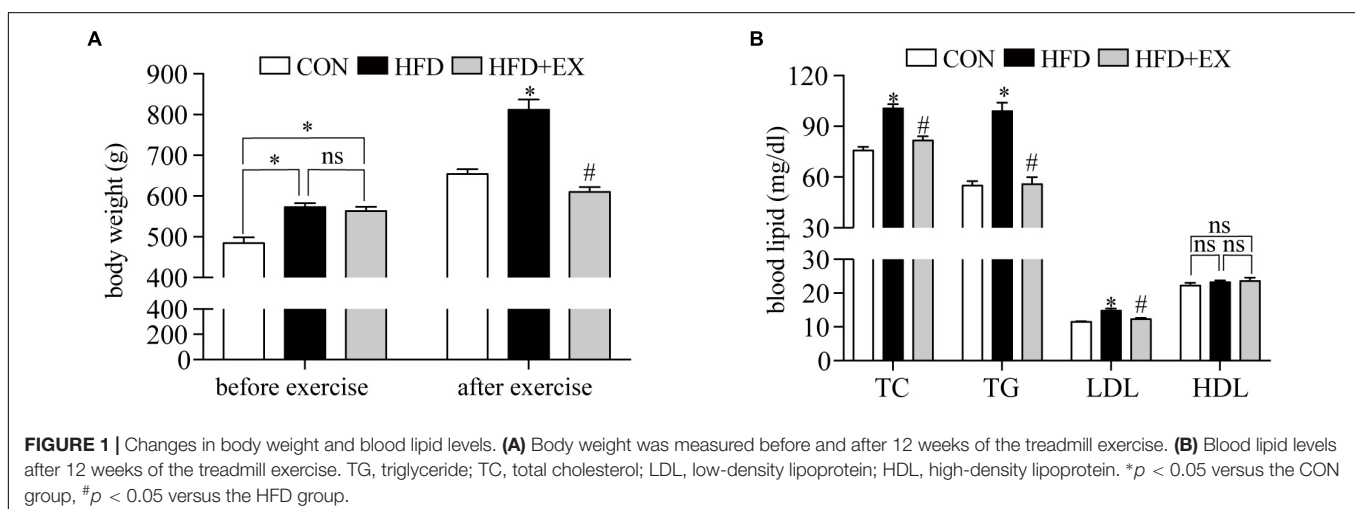 A
CON HFD HFD+EX
body weight (g)
900
800
700
600
500
400
400
200
0
*
*
ns
*
#
before exercise
after exercise
B
CON HFD HFD+EX
blood lipid (mg/dl)
120
90
60
30
30
20
10
0
*
#
*
#
*
#
ns
ns ns
TC TG LDL HDL
FIGURE 1 | Changes in body weight and blood lipid levels. (A) Body weight was measured before and after 12 weeks of the treadmill exercise. (B) Blood lipid levels
after 12 weeks of the treadmill exercise. TG, triglyceride; TC, total cholesterol; LDL, low-density lipoprotein; HDL, high-density lipoprotein. *p < 0.05 versus the CON
group, #p < 0.05 versus the HFD group.